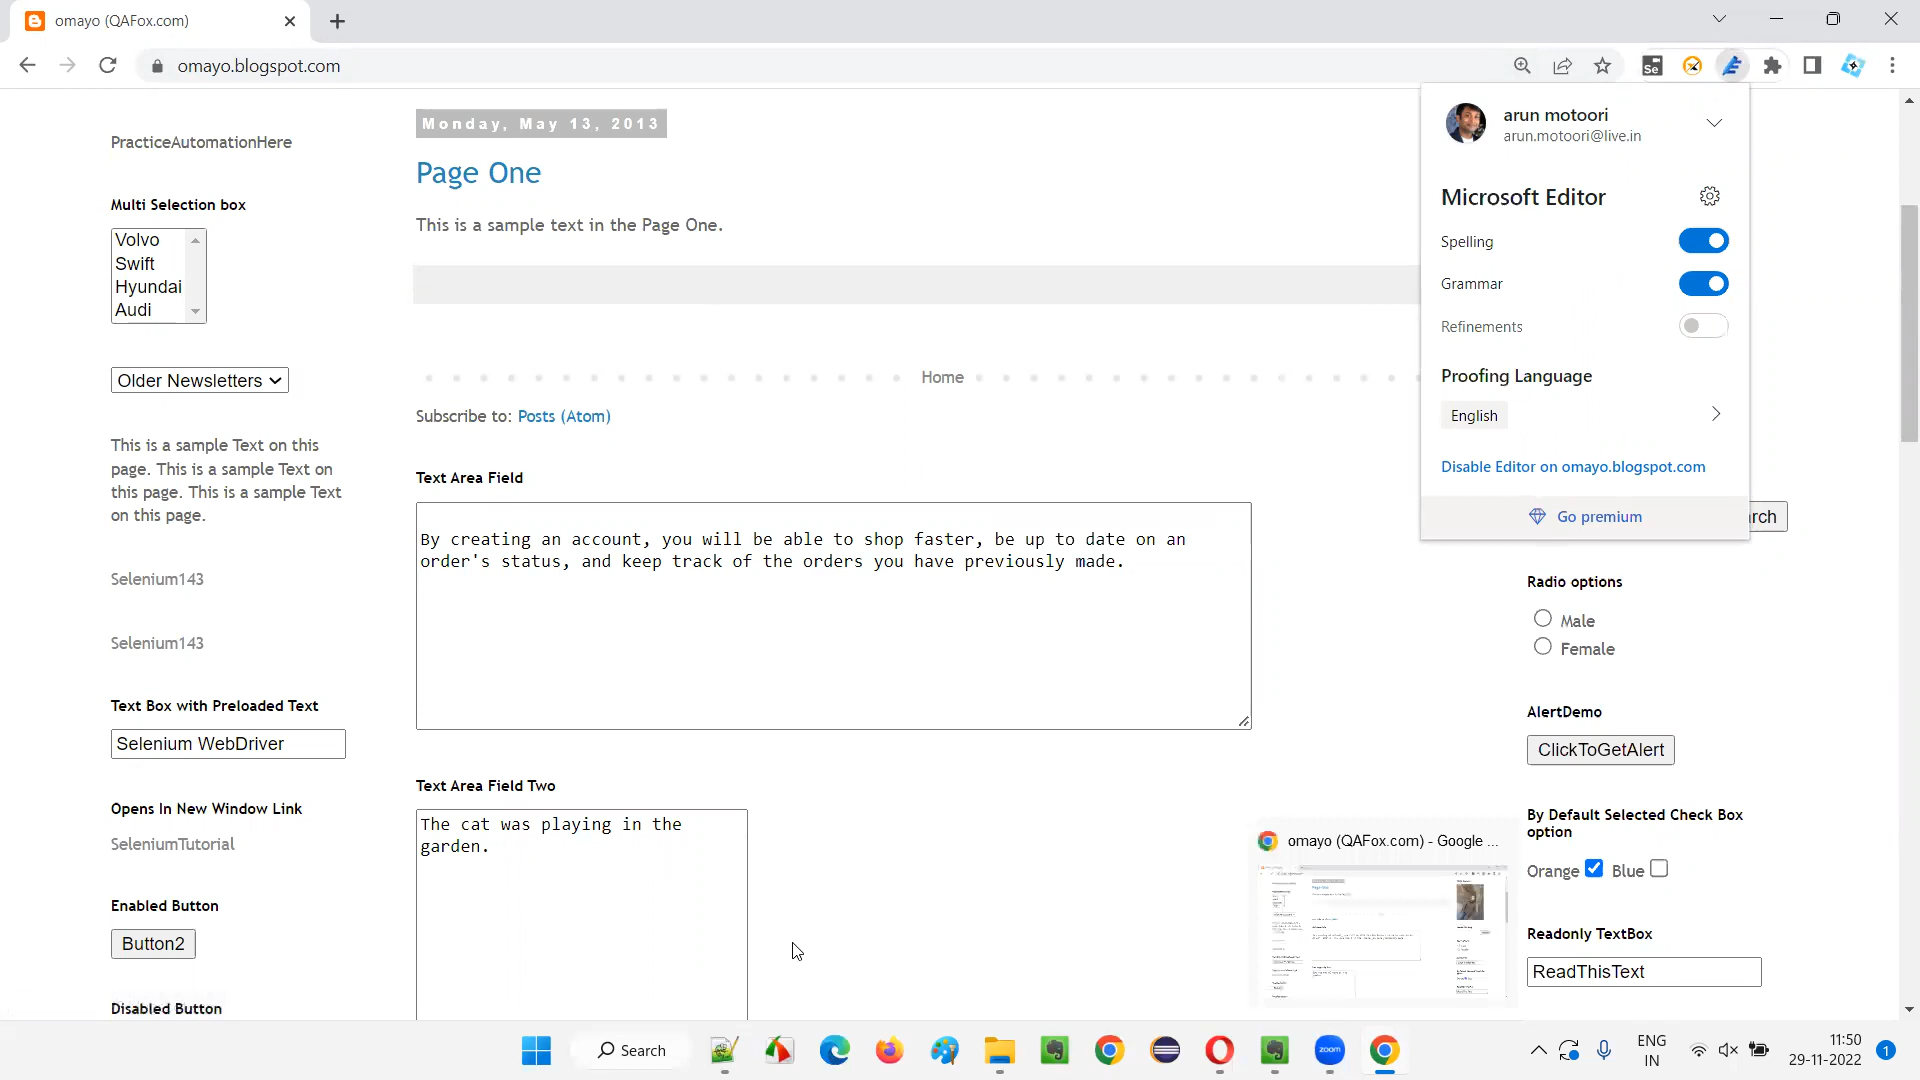 omayo (QAFox.com)
omayo.blogspot.com
Se
PracticeAutomationHere
Multi Selection box
Volvo
Swift
Hyundai
Audi
Older Newsletters
This is a sample Text on this
page. This is a sample Text on
this page. This is a sample Text
on this page.
Selenium143
Selenium143
Text Box with Preloaded Text
Selenium WebDriver
Opens In New Window Link
SeleniumTutorial
Enabled Button
Button2
Disabled Button
Monday, May 13, 2013
Page One
This is a sample text in the Page One.
Home
Subscribe to: Posts (Atom)
Text Area Field
By creating an account, you will be able to shop faster, be up to date on an
order's status, and keep track of the orders you have previously made.
Text Area Field Two
The cat was playing in the
garden.
arun motoori
arun.motoori@live.in
Microsoft Editor
Spelling
Grammar
Refinements
Proofing Language
English
Disable Editor on omayo.blogspot.com
Go premium
rch
Radio options
Male
Female
AlertDemo
ClickToGetAlert
By Default Selected Check Box
option
Orange Blue
Readonly TextBox
ReadThisText
omayo (QAFox.com) - Google ...
Search
zoom
ENG
IN
11:50
29-11-2022
1